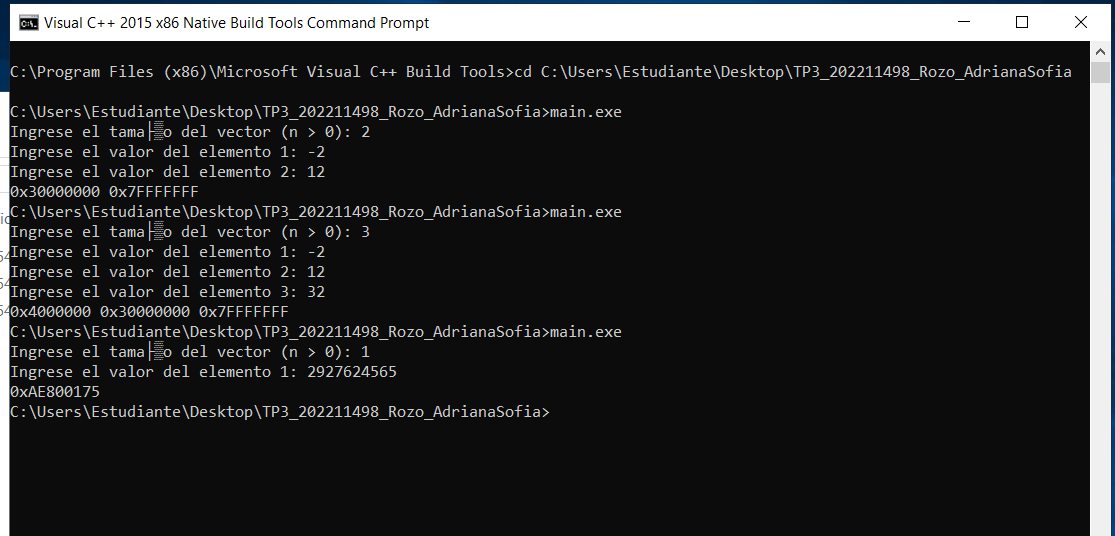 Visual C++ 2015 x86 Native Build Tools Command Prompt
C:\Program Files (x86)\Microsoft Visual C++ Build Tools>cd C:\Users\Estudiante\Desktop\TP3_202211498_Rozo_AdrianaSofia
C:\Users\Estudiante\Desktop\TP3_202211498_Rozo_AdrianaSofia>main.exe
Ingrese el tama├▒o del vector (n > 0): 2
Ingrese el valor del elemento 1: -2
Ingrese el valor del elemento 2: 12
0x30000000 0x7FFFFFFF
C:\Users\Estudiante\Desktop\TP3_202211498_Rozo_AdrianaSofia>main.exe
Ingrese el tama├▒o del vector (n > 0): 3
Ingrese el valor del elemento 1: -2
Ingrese el valor del elemento 2: 12
Ingrese el valor del elemento 3: 32
0x4000000 0x30000000 0x7FFFFFFF
C:\Users\Estudiante\Desktop\TP3_202211498_Rozo_AdrianaSofia>main.exe
Ingrese el tama├▒o del vector (n > 0): 1
Ingrese el valor del elemento 1: 2927624565
0xAE800175
C:\Users\Estudiante\Desktop\TP3_202211498_Rozo_AdrianaSofia>